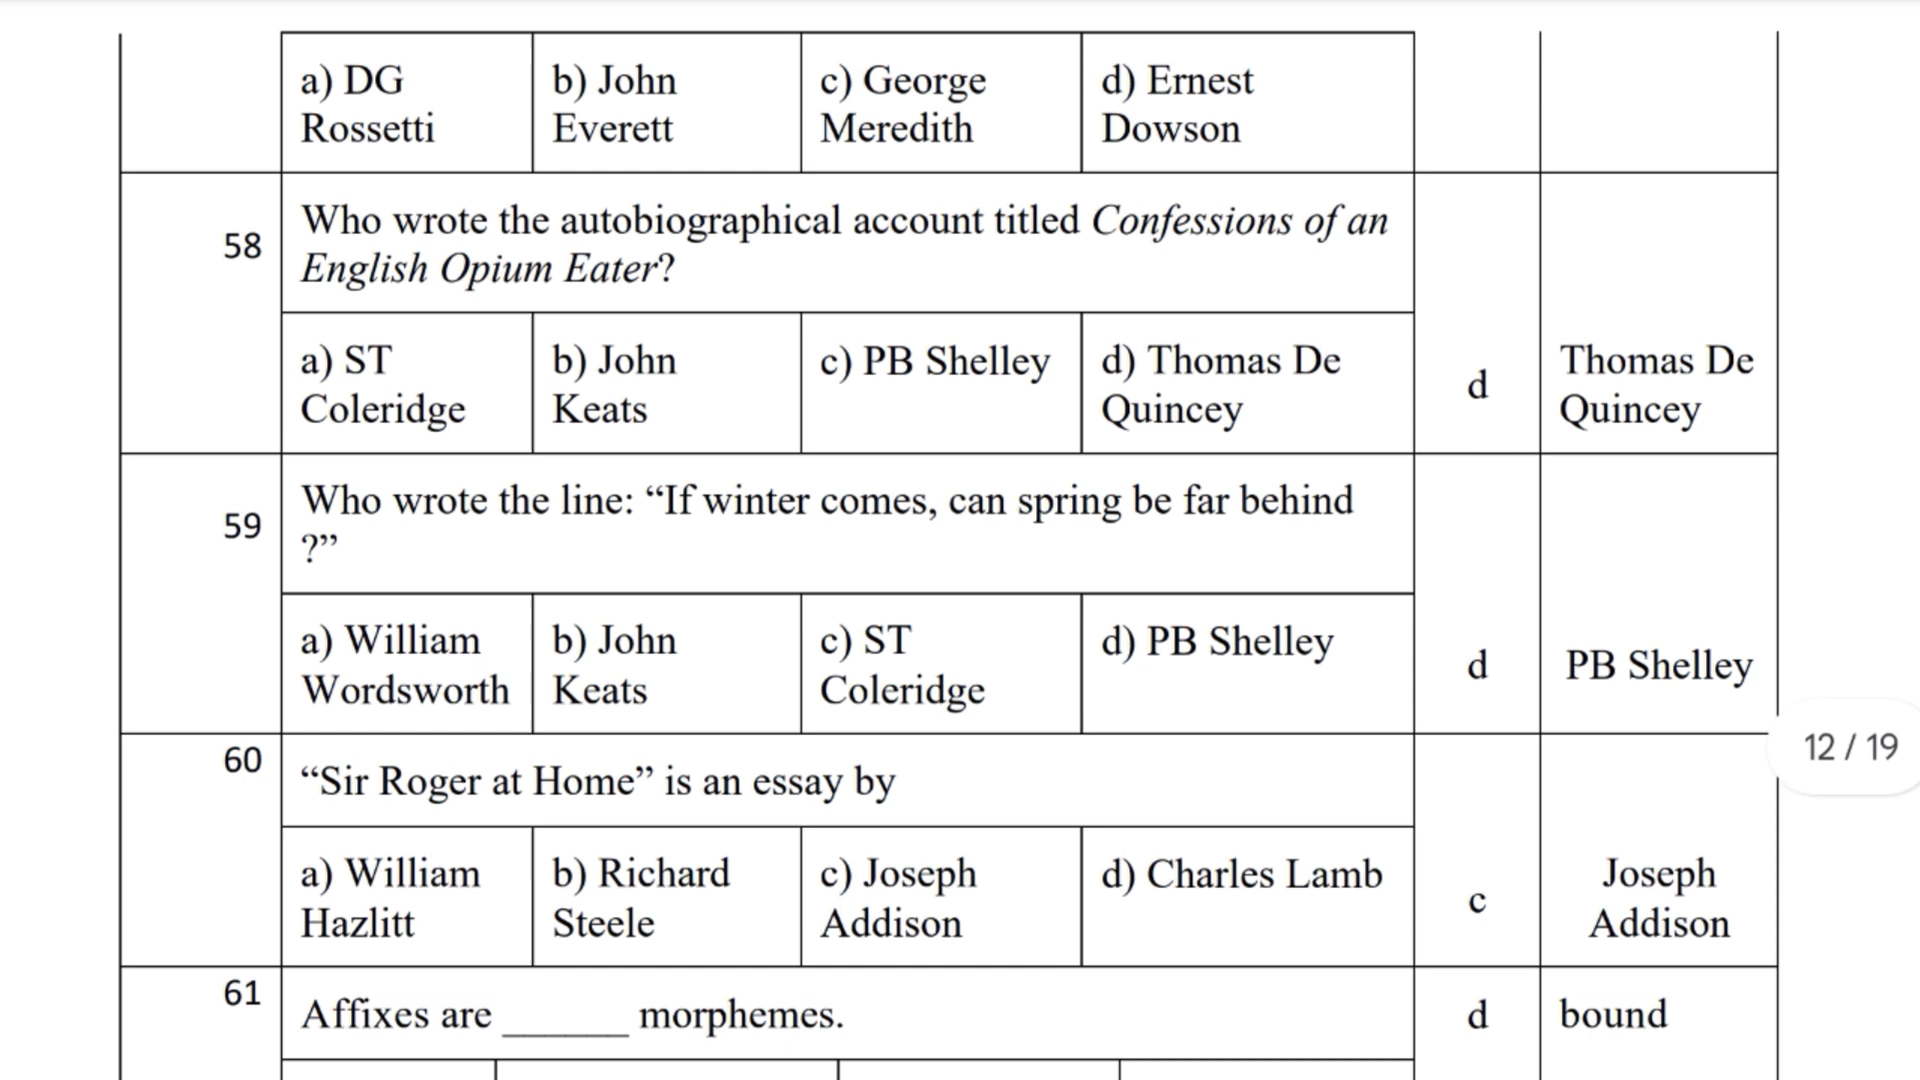 a) DG Rossetti
b) John Everett
c) George Meredith
d) Ernest Dowson
58
Who wrote the autobiographical account titled Confessions of an
English Opium Eater?
a) ST Coleridge
b) John Keats
c) PB Shelley
d) Thomas De Quincey
d
Thomas De Quincey
59
Who wrote the line: “If winter comes, can spring be far behind
?”
a) William Wordsworth
b) John Keats
c) ST Coleridge
d) PB Shelley
d
PB Shelley
12 / 19
60
“Sir Roger at Home” is an essay by
a) William Hazlitt
b) Richard Steele
c) Joseph Addison
d) Charles Lamb
c
Joseph Addison
61
Affixes are ______ morphemes.
d
bound